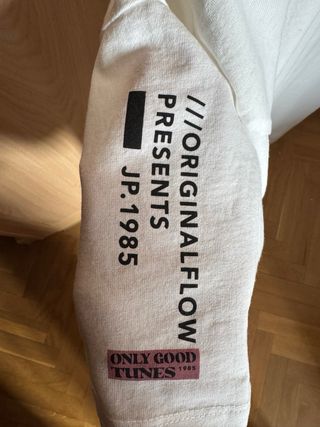 ///ORIGINALFLOW
PRESENTS
JP.1985
ONLY GOOD
TUNES 1985